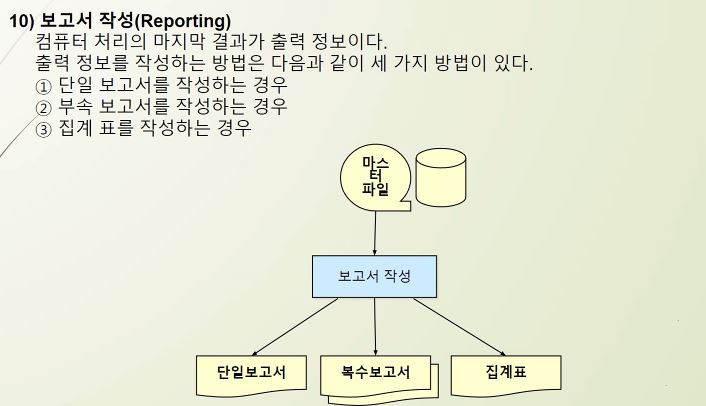 10) 보고서 작성(Reporting)
컴퓨터 처리의 마지막 결과가 출력 정보이다.
출력 정보를 작성하는 방법은 다음과 같이 세 가지 방법이 있다.
① 단일 보고서를 작성하는 경우
② 부속 보고서를 작성하는 경우
③ 집계 표를 작성하는 경우
마스
터
파일
보고서 작성
단일보고서
복수보고서
집계표